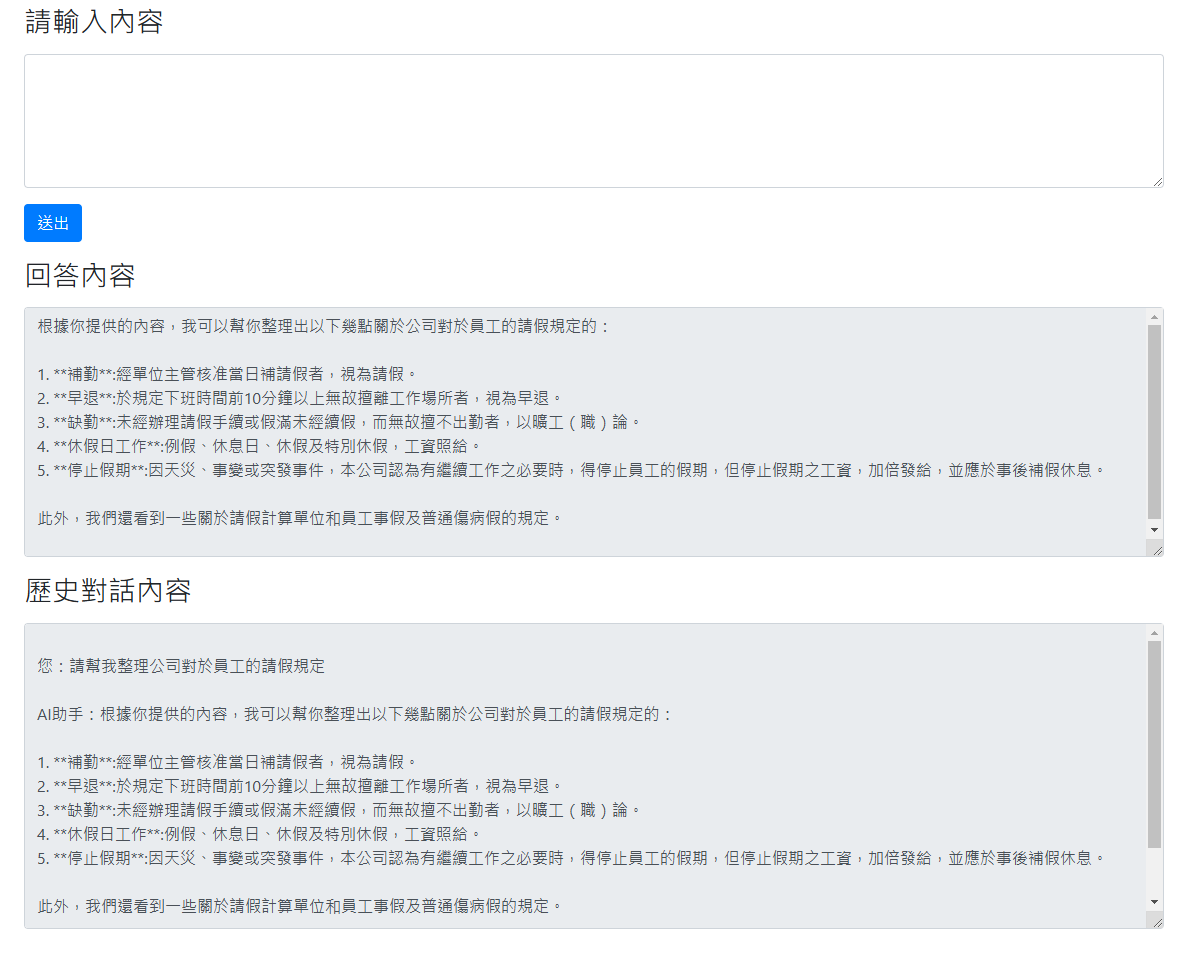 請輸入內容
送出
回答內容
根據你提供的內容，我可以幫你整理出以下幾點關於公司對於員工的請假規定的：
1. **補勤**:經單位主管核准當日補請假者，視為請假。
2. **早退**:於規定下班時間前10分鐘以上無故擅離工作場所者，視為早退。
3. **缺勤**:未經辦理請假手續或假滿未經續假，而無故擅不出勤者，以曠工（職）論。
4. **休假日工作**:例假、休息日、休假及特別休假，工資照給。
5. **停止假期**:因天災、事變或突發事件，本公司認為有繼續工作之必要時，得停止員工的假期，但停止假期之工資，加倍發給，並應於事後補假休息。
此外，我們還看到一些關於請假計算單位和員工事假及普通傷病假的規定。
歷史對話內容
您：請幫我整理公司對於員工的請假規定
AI助手：根據你提供的內容，我可以幫你整理出以下幾點關於公司對於員工的請假規定的：
1. **補勤**:經單位主管核准當日補請假者，視為請假。
2. **早退**:於規定下班時間前10分鐘以上無故擅離工作場所者，視為早退。
3. **缺勤**:未經辦理請假手續或假滿未經續假，而無故擅不出勤者，以曠工（職）論。
4. **休假日工作**:例假、休息日、休假及特別休假，工資照給。
5. **停止假期**:因天災、事變或突發事件，本公司認為有繼續工作之必要時，得停止員工的假期，但停止假期之工資，加倍發給，並應於事後補假休息。
此外，我們還看到一些關於請假計算單位和員工事假及普通傷病假的規定。